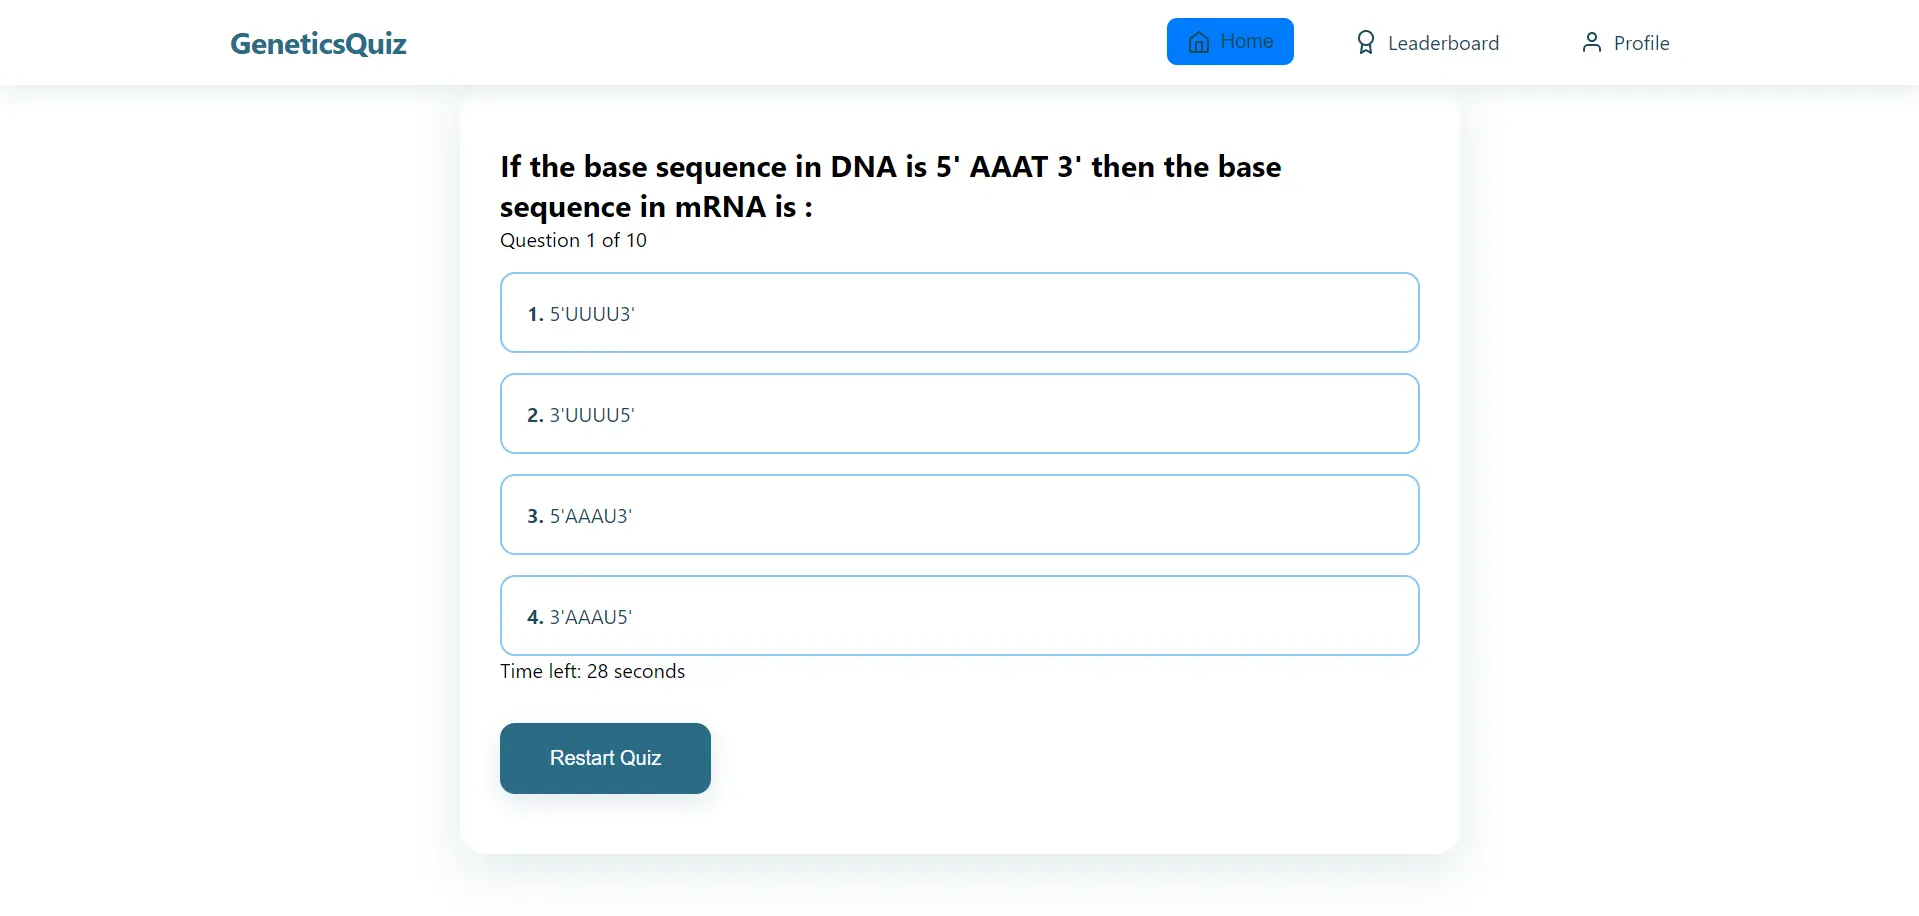 GeneticsQuiz
Home
Leaderboard
Profile
If the base sequence in DNA is 5' AAAT 3' then the base
sequence in mRNA is :
Question 1 of 10
1. 5'UUUU3'
2. 3'UUUU5'
3. 5'AAAU3'
4. 3'AAAU5'
Time left: 28 seconds
Restart Quiz